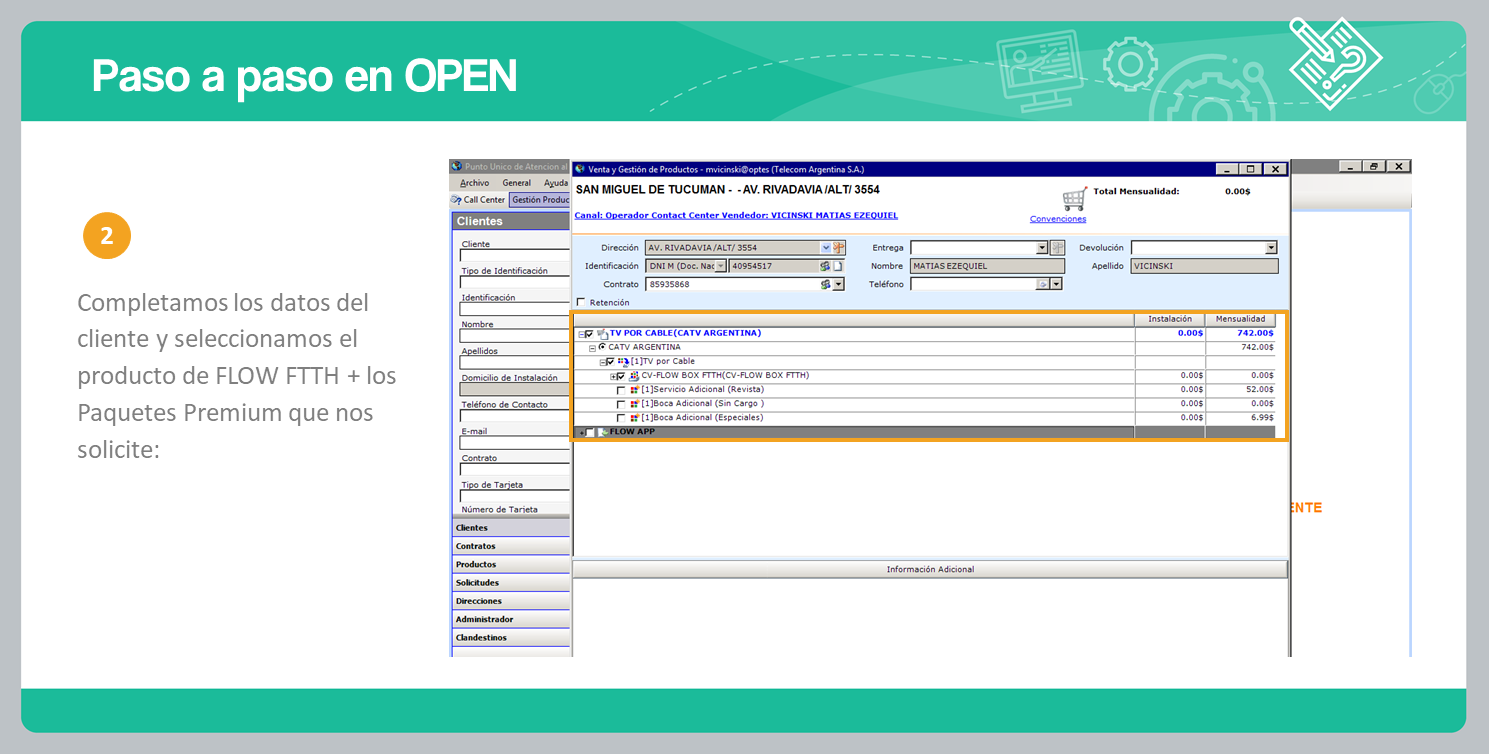 Paso a paso en OPEN
2
Completamos los datos del
cliente y seleccionamos el
producto de FLOW FTTH + los
Paquetes Premium que nos
solicite:
Punto Unico de Atencion al
Archivo General Ayuda
Call Center Gestión Produc
Clientes
Cliente
Tipo de Identificación
Identificación
Nombre
Apellidos
Domicilio de Instalación
Teléfono de Contacto
E-mail
Contrato
Tipo de Tarjeta
Número de Tarjeta
Clientes
Contratos
Productos
Solicitudes
Direcciones
Administrador
Clandestinos
Venta y Gestión de Productos - mvicinski@optes (Telecom Argentina S.A.)
SAN MIGUEL DE TUCUMAN - - AV. RIVADAVIA /ALT/ 3554
Total Mensualidad: 0.00$
Canal: Operador Contact Center Vendedor: VICINSKI MATIAS EZEQUIEL
Convenciones
Dirección AV. RIVADAVIA /ALT/ 3554 Entrega Devolución
Identificación DNI M (Doc. Nac 40954517 Nombre MATIAS EZEQUIEL Apellido VICINSKI
Contrato 85935868 Teléfono
Retención
Instalación Mensualidad
TV POR CABLE(CATV ARGENTINA) 0.00$ 742.00$
CATV ARGENTINA 742.00$
[1]TV por Cable
CV-FLOW BOX FTTH(CV-FLOW BOX FTTH) 0.00$ 0.00$
[1]Servicio Adicional (Revista) 0.00$ 52.00$
[1]Boca Adicional (Sin Cargo ) 0.00$ 0.00$
[1]Boca Adicional (Especiales) 0.00$ 6.99$
FLOW APP
ENTE
Información Adicional